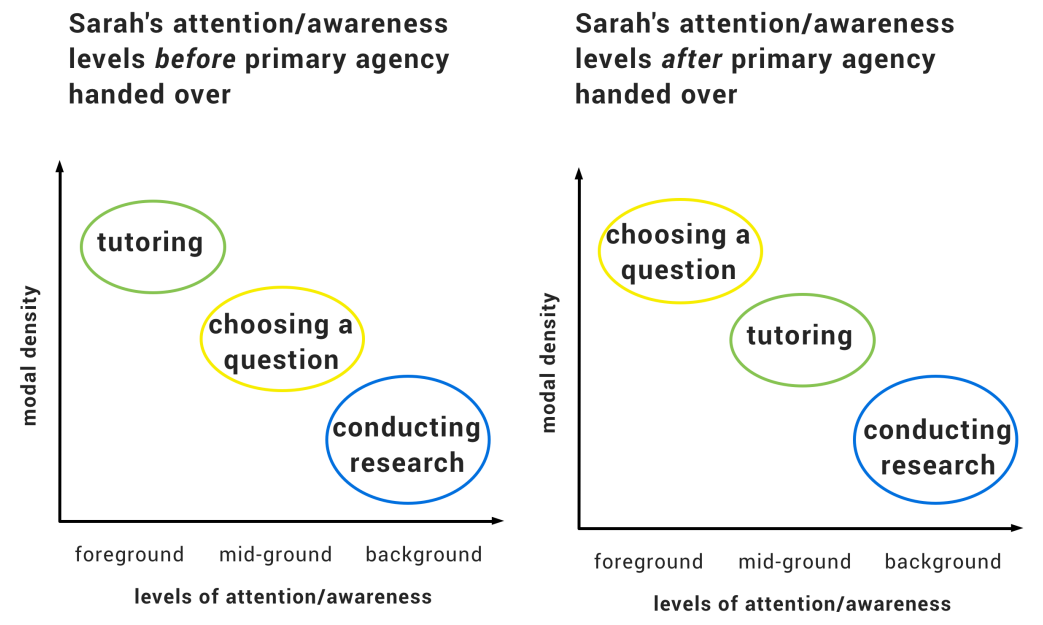 Sarah's attention/awareness
levels before primary agency
handed over
modal density
tutoring
choosing a
question
conducting
research
foreground
mid-ground
background
levels of attention/awareness
Sarah's attention/awareness
levels after primary agency
handed over
modal density
choosing a
question
tutoring
conducting
research
foreground
mid-ground
background
levels of attention/awareness